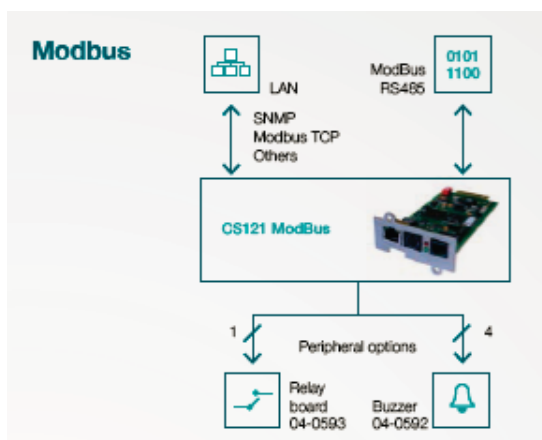 Modbus
LAN
ModBus
RS485
0101
1100
SNMP
Modbus TCP
Others
CS121 ModBus
1
Peripheral options
4
Relay
board
04-0593
Buzzer
04-0592